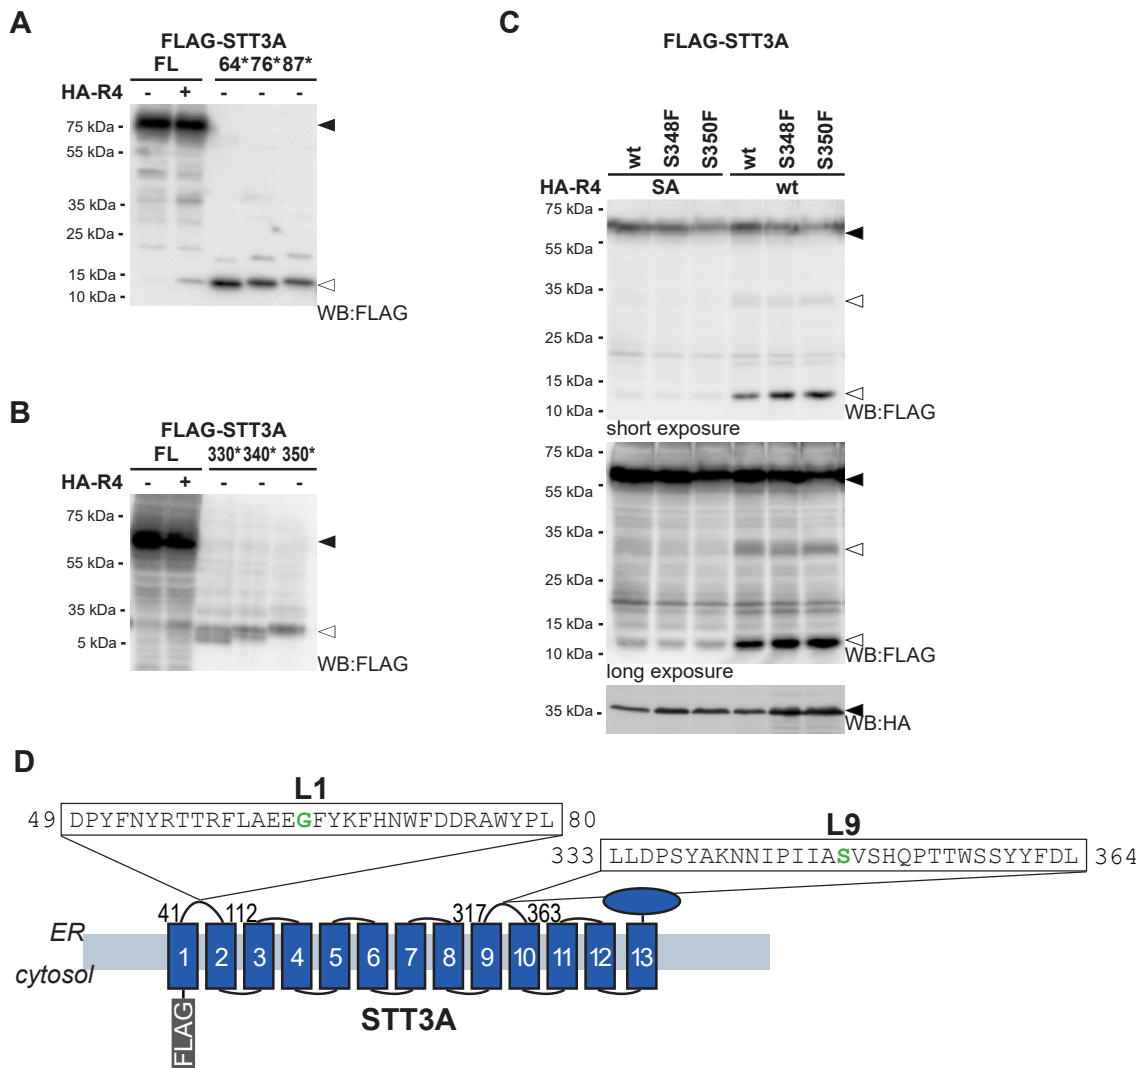 A
FLAG-STT3A
FL 64* 76* 87*
HA-R4 - + - - -
75 kDa -
55 kDa -
35 kDa -
25 kDa -
15 kDa -
10 kDa -
WB:FLAG
B
FLAG-STT3A
FL 330* 340* 350*
HA-R4 - + - - -
75 kDa -
55 kDa -
35 kDa -
5 kDa -
WB:FLAG
C
FLAG-STT3A
wt S348F S350F wt S348F S350F
HA-R4 SA wt
75 kDa -
55 kDa -
35 kDa -
25 kDa -
15 kDa -
10 kDa -
WB:FLAG
short exposure
75 kDa -
55 kDa -
35 kDa -
25 kDa -
15 kDa -
10 kDa -
WB:FLAG
long exposure
35 kDa -
WB:HA
D
L1
49 DPYFNYRTTRFLAEEGFYKFHNWFDDRAWYPL 80
L9
333 LLDPSYAKNNIPIIASVSHQPTTWSSYYFDL 364
41 112 317 363
ER
1 2 3 4 5 6 7 8 9 10 11 12 13
cytosol
STT3A
FLAG